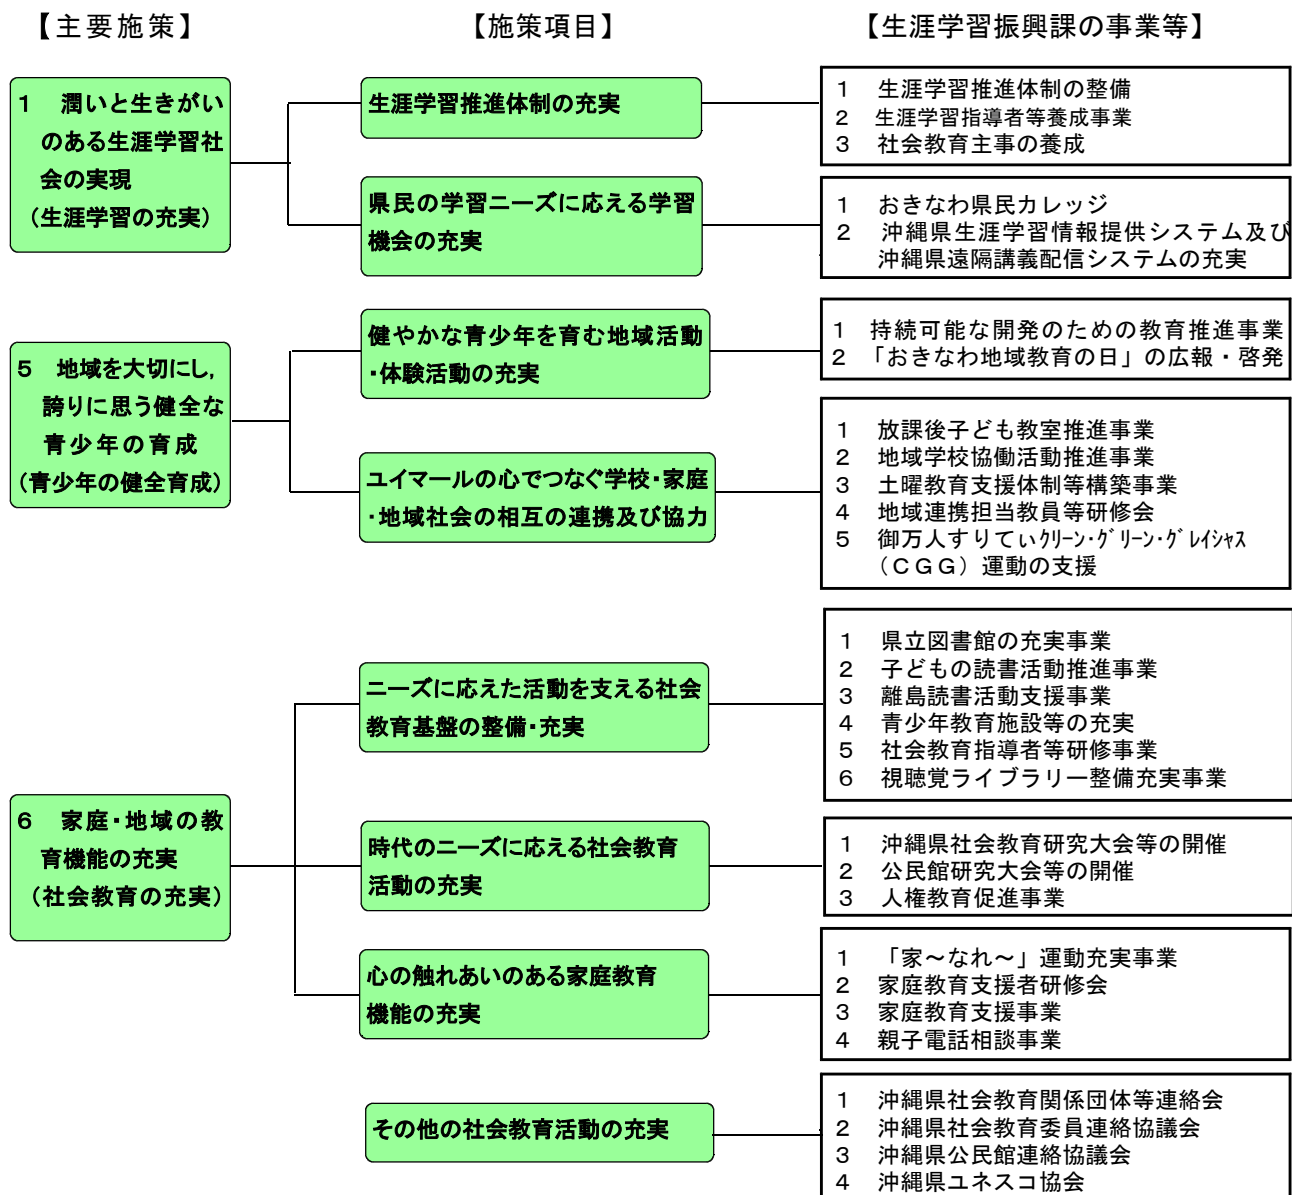 【主要施策】
【施策項目】
【生涯学習振興課の事業等】
１　潤いと生きがい
のある生涯学習社
会の実現
（生涯学習の充実）
生涯学習推進体制の充実
１　生涯学習推進体制の整備
２　生涯学習指導者等養成事業
３　社会教育主事の養成
県民の学習ニーズに応える学習
機会の充実
１　おきなわ県民カレッジ
２　沖縄県生涯学習情報提供システム及び
沖縄県遠隔講義配信システムの充実
５　地域を大切にし，
誇りに思う健全な
青少年の育成
（青少年の健全育成）
健やかな青少年を育む地域活動
・体験活動の充実
１　持続可能な開発のための教育推進事業
２　「おきなわ地域教育の日」の広報・啓発
ユイマールの心でつなぐ学校・家庭
・地域社会の相互の連携及び協力
１　放課後子ども教室推進事業
２　地域学校協働活動推進事業
３　土曜教育支援体制等構築事業
４　地域連携担当教員等研修会
５　御万人すりてぃｸﾘｰﾝ･ｸﾞﾘｰﾝ･ｸﾞﾚｲｼｬｽ
（ＣＧＧ）運動の支援
６　家庭・地域の教
育機能の充実
（社会教育の充実）
ニーズに応えた活動を支える社会
教育基盤の整備・充実
１　県立図書館の充実事業
２　子どもの読書活動推進事業
３　離島読書活動支援事業
４　青少年教育施設等の充実
５　社会教育指導者等研修事業
６　視聴覚ライブラリー整備充実事業
時代のニーズに応える社会教育
活動の充実
１　沖縄県社会教育研究大会等の開催
２　公民館研究大会等の開催
３　人権教育促進事業
心の触れあいのある家庭教育
機能の充実
１　「家～なれ～」運動充実事業
２　家庭教育支援者研修会
３　家庭教育支援事業
４　親子電話相談事業
その他の社会教育活動の充実
１　沖縄県社会教育関係団体等連絡会
２　沖縄県社会教育委員連絡協議会
３　沖縄県公民館連絡協議会
４　沖縄県ユネスコ協会